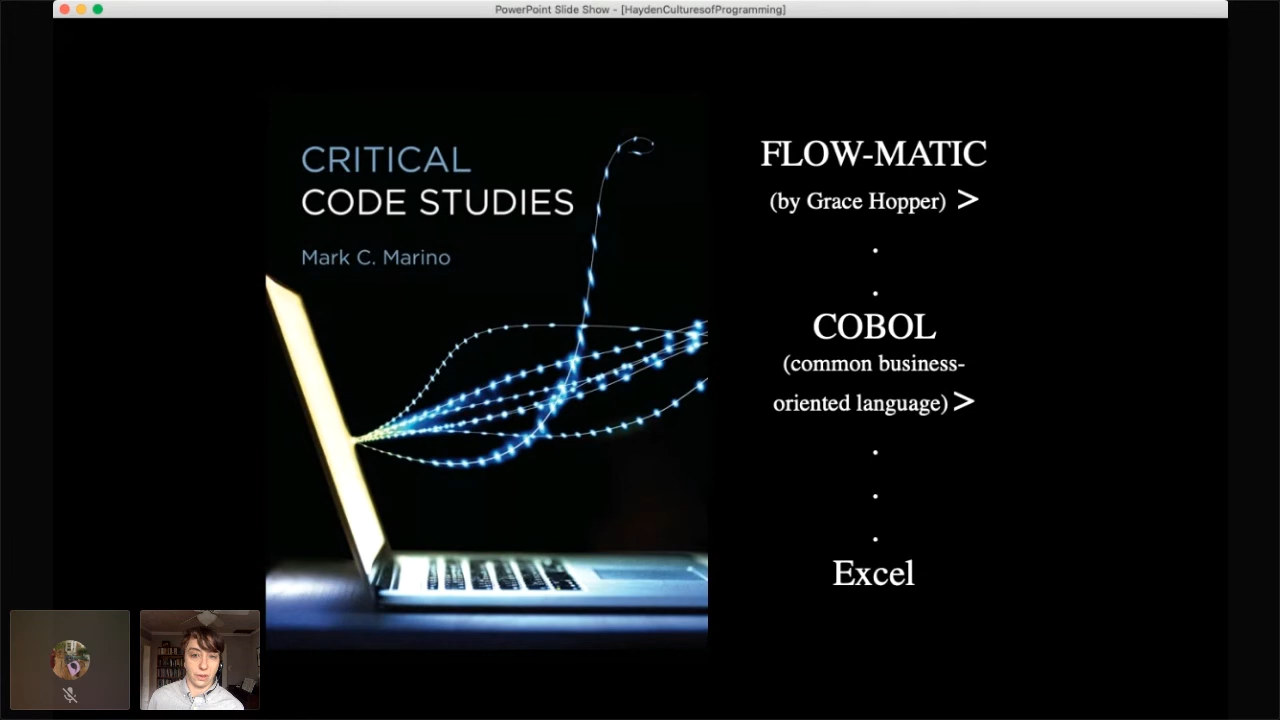 PowerPoint Slide Show - [HaydenCulturesofProgramming]
CRITICAL
CODE STUDIES
Mark C. Marino
FLOW-MATIC
(by Grace Hopper) >
.
.
COBOL
(common business-
oriented language) >
.
.
.
Excel